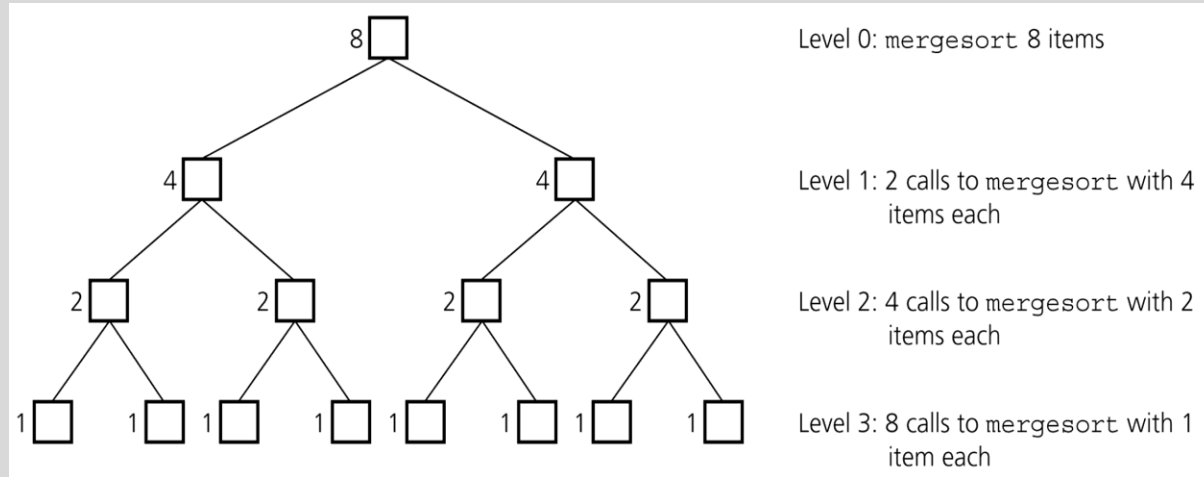 8
Level 0: mergesort 8 items
4 4
Level 1: 2 calls to mergesort with 4
items each
2 2 2 2
Level 2: 4 calls to mergesort with 2
items each
1 1 1 1 1 1 1 1
Level 3: 8 calls to mergesort with 1
item each